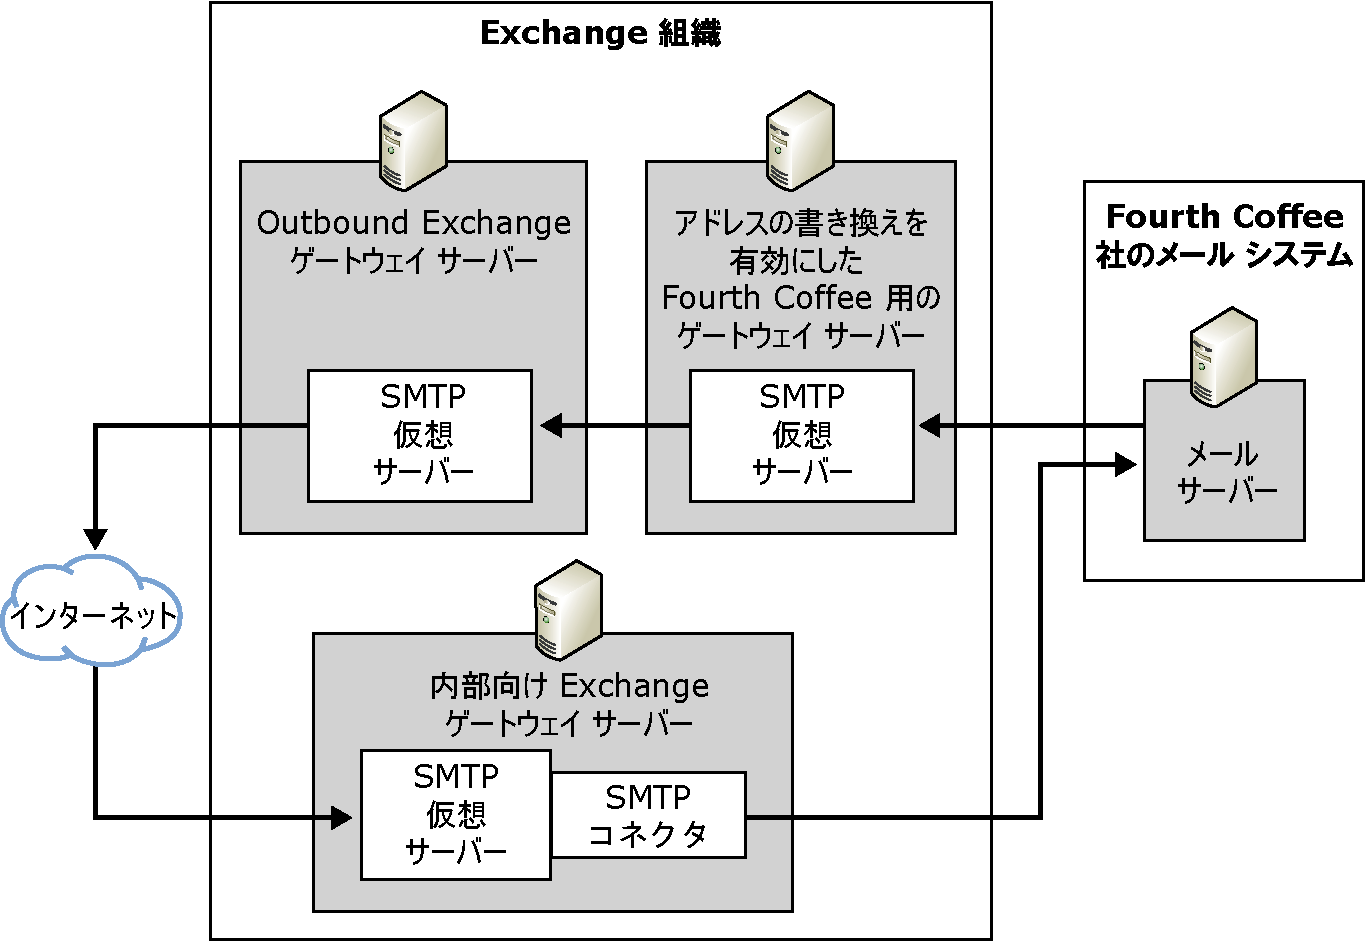 Exchange 組織
Outbound Exchange
ゲートウェイ サーバー
アドレスの書き換えを
有効にした
Fourth Coffee 用の
ゲートウェイ サーバー
Fourth Coffee
社のメール システム
SMTP
仮想
サーバー
SMTP
仮想
サーバー
メール
サーバー
インターネット
内部向け Exchange
ゲートウェイ サーバー
SMTP
仮想
サーバー
SMTP
コネクタ